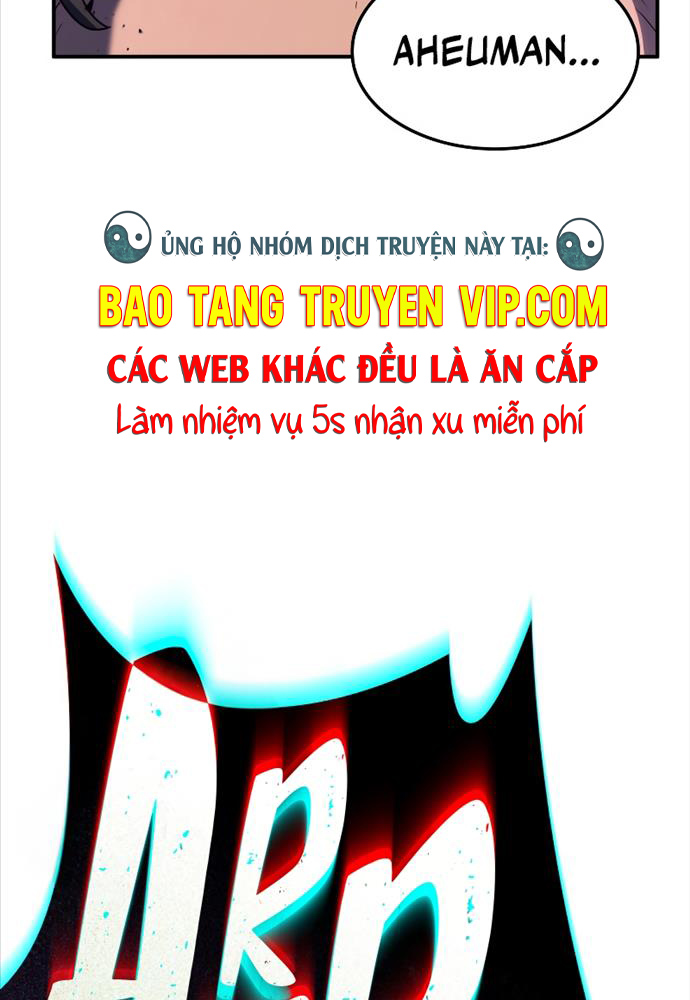 AHEUMAN...
ỦNG HỘ NHÓM DỊCH TRUYỆN NÀY TẠI:
BAO TANG TRUYEN VIP.COM
CÁC WEB KHÁC ĐỀU LÀ ĂN CẮP
Làm nhiệm vụ 5s nhận xu miễn phí